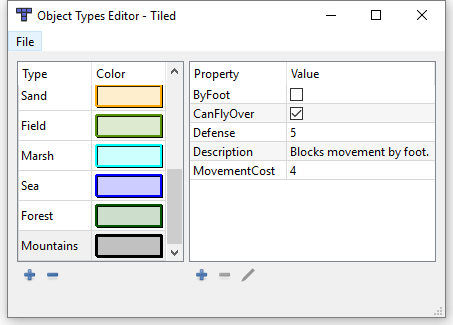 Object Types Editor - Tiled
File
Type Color
Sand
Field
Marsh
Sea
Forest
Mountains
Property Value
ByFoot
CanFlyOver
Defense 5
Description Blocks movement by foot.
MovementCost 4